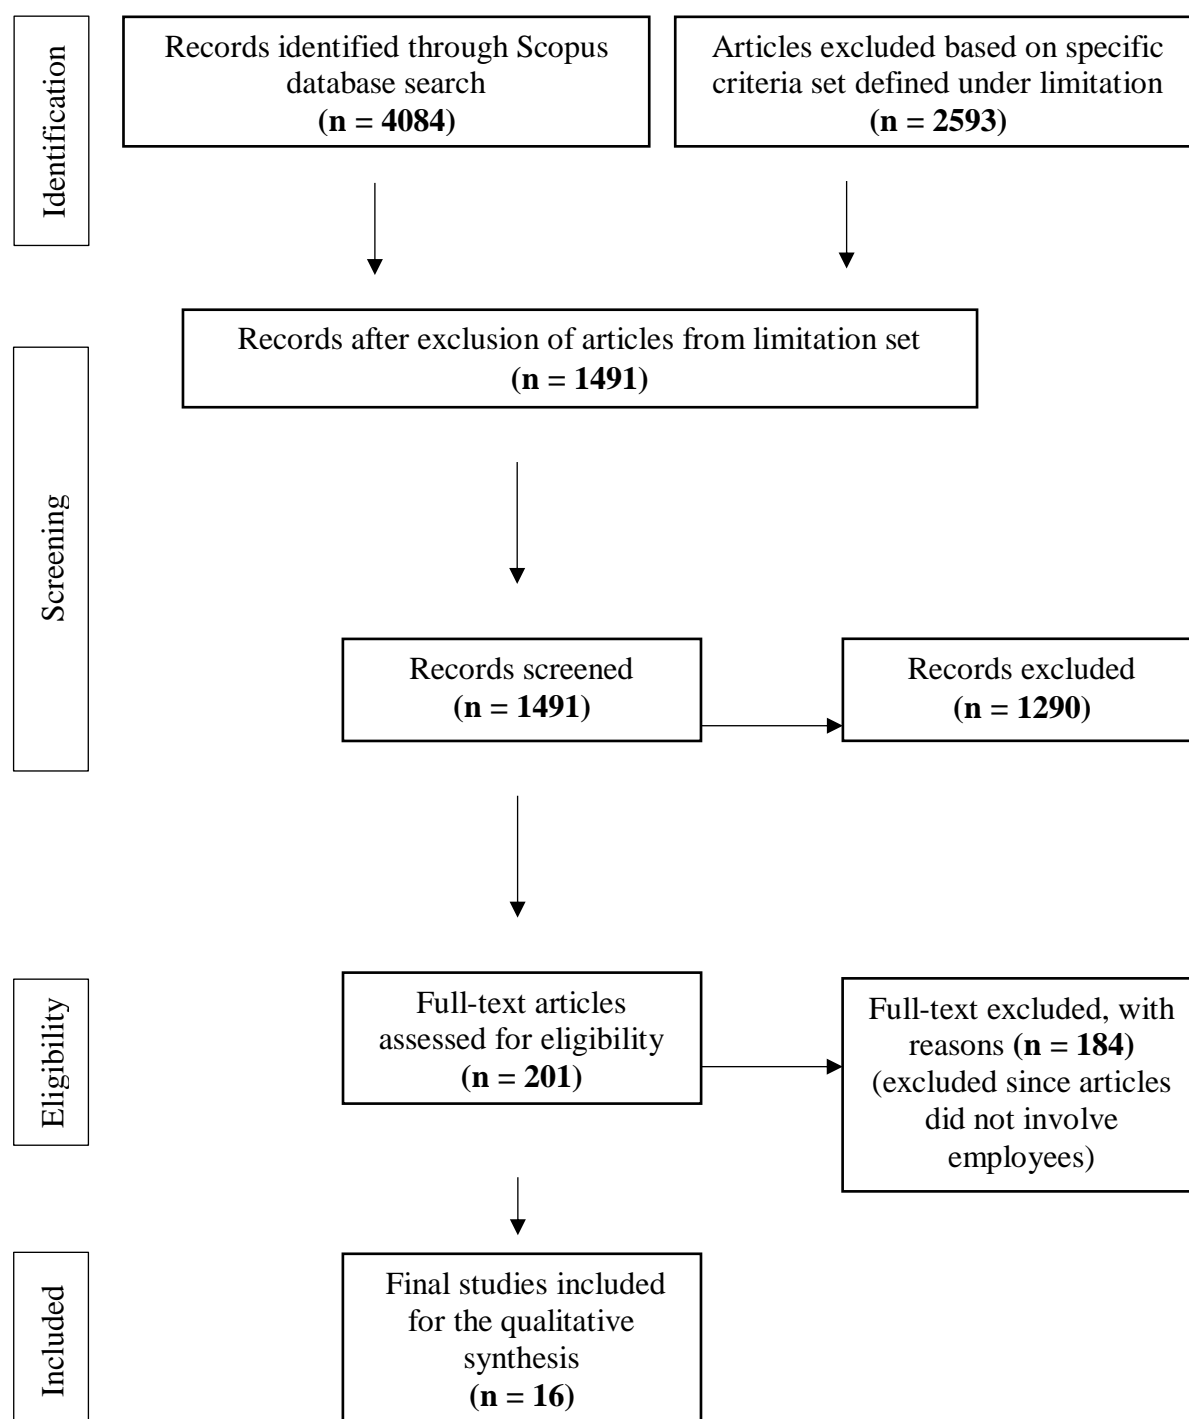 Identification
Records identified through Scopus
database search
(n = 4084)
Articles excluded based on specific
criteria set defined under limitation
(n = 2593)
Screening
Records after exclusion of articles from limitation set
(n = 1491)
Records screened
(n = 1491)
Records excluded
(n = 1290)
Eligibility
Full-text articles
assessed for eligibility
(n = 201)
Full-text excluded, with
reasons (n = 184)
(excluded since articles
did not involve
employees)
Included
Final studies included
for the qualitative
synthesis
(n = 16)